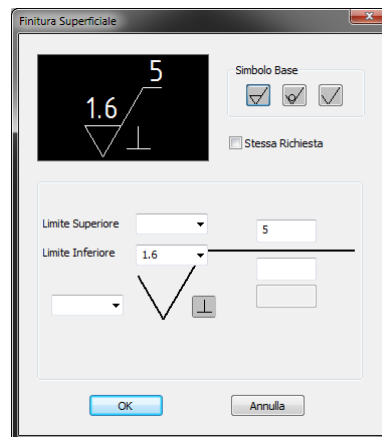 Finitura Superficiale
5
1.6
Simbolo Base
Stessa Richiesta
Limite Superiore
5
Limite Inferiore
1.6
OK
Annulla